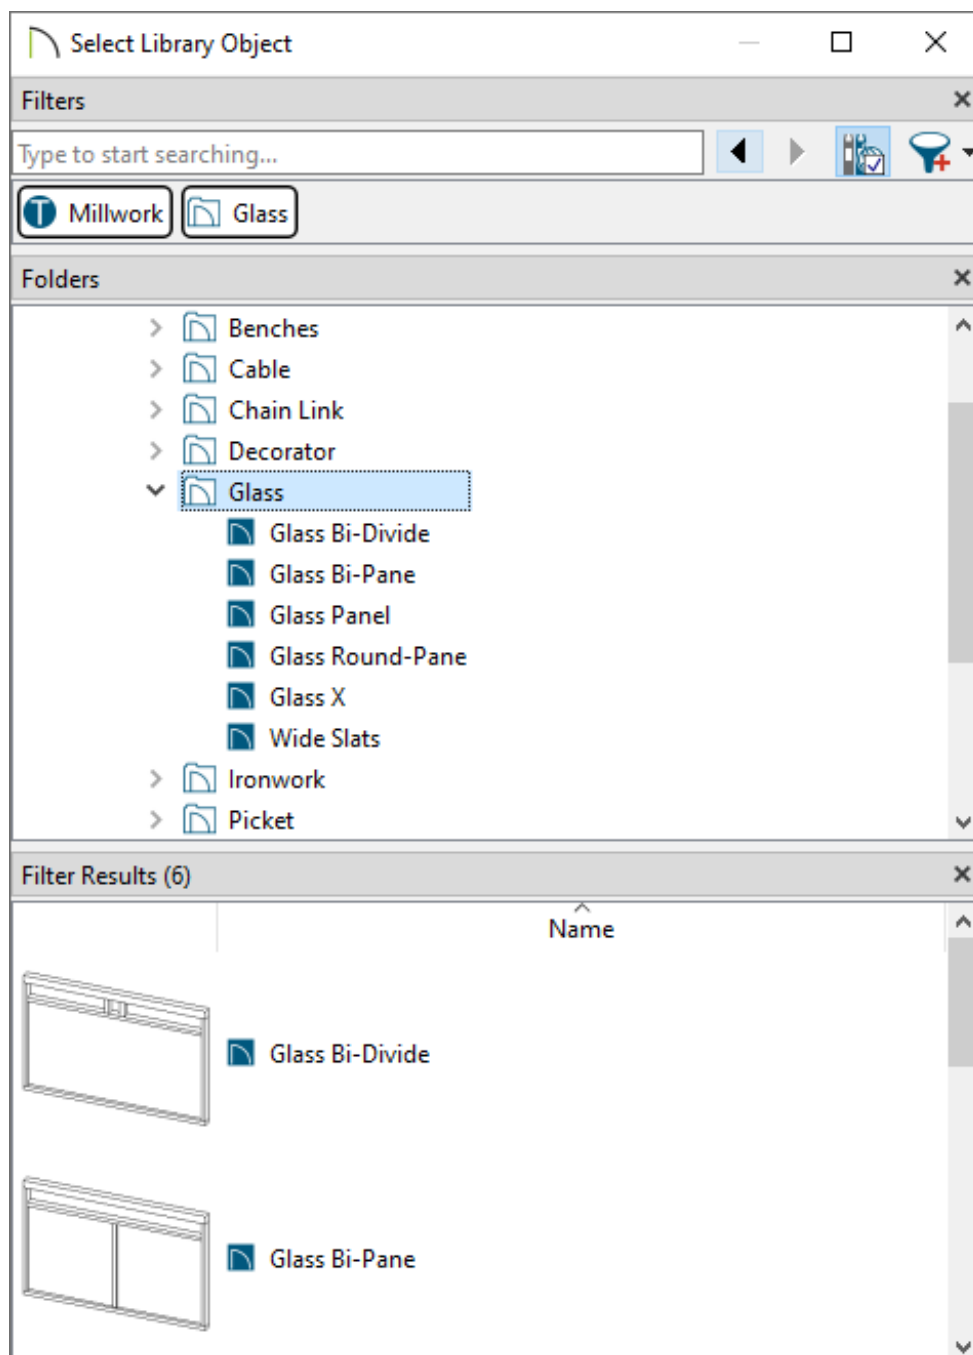 Select Library Object
Filters
Type to start searching...
Millwork Glass
Folders
Benches
Cable
Chain Link
Decorator
Glass
Glass Bi-Divide
Glass Bi-Pane
Glass Panel
Glass Round-Pane
Glass X
Wide Slats
Ironwork
Picket
Filter Results (6)
Name
Glass Bi-Divide
Glass Bi-Pane